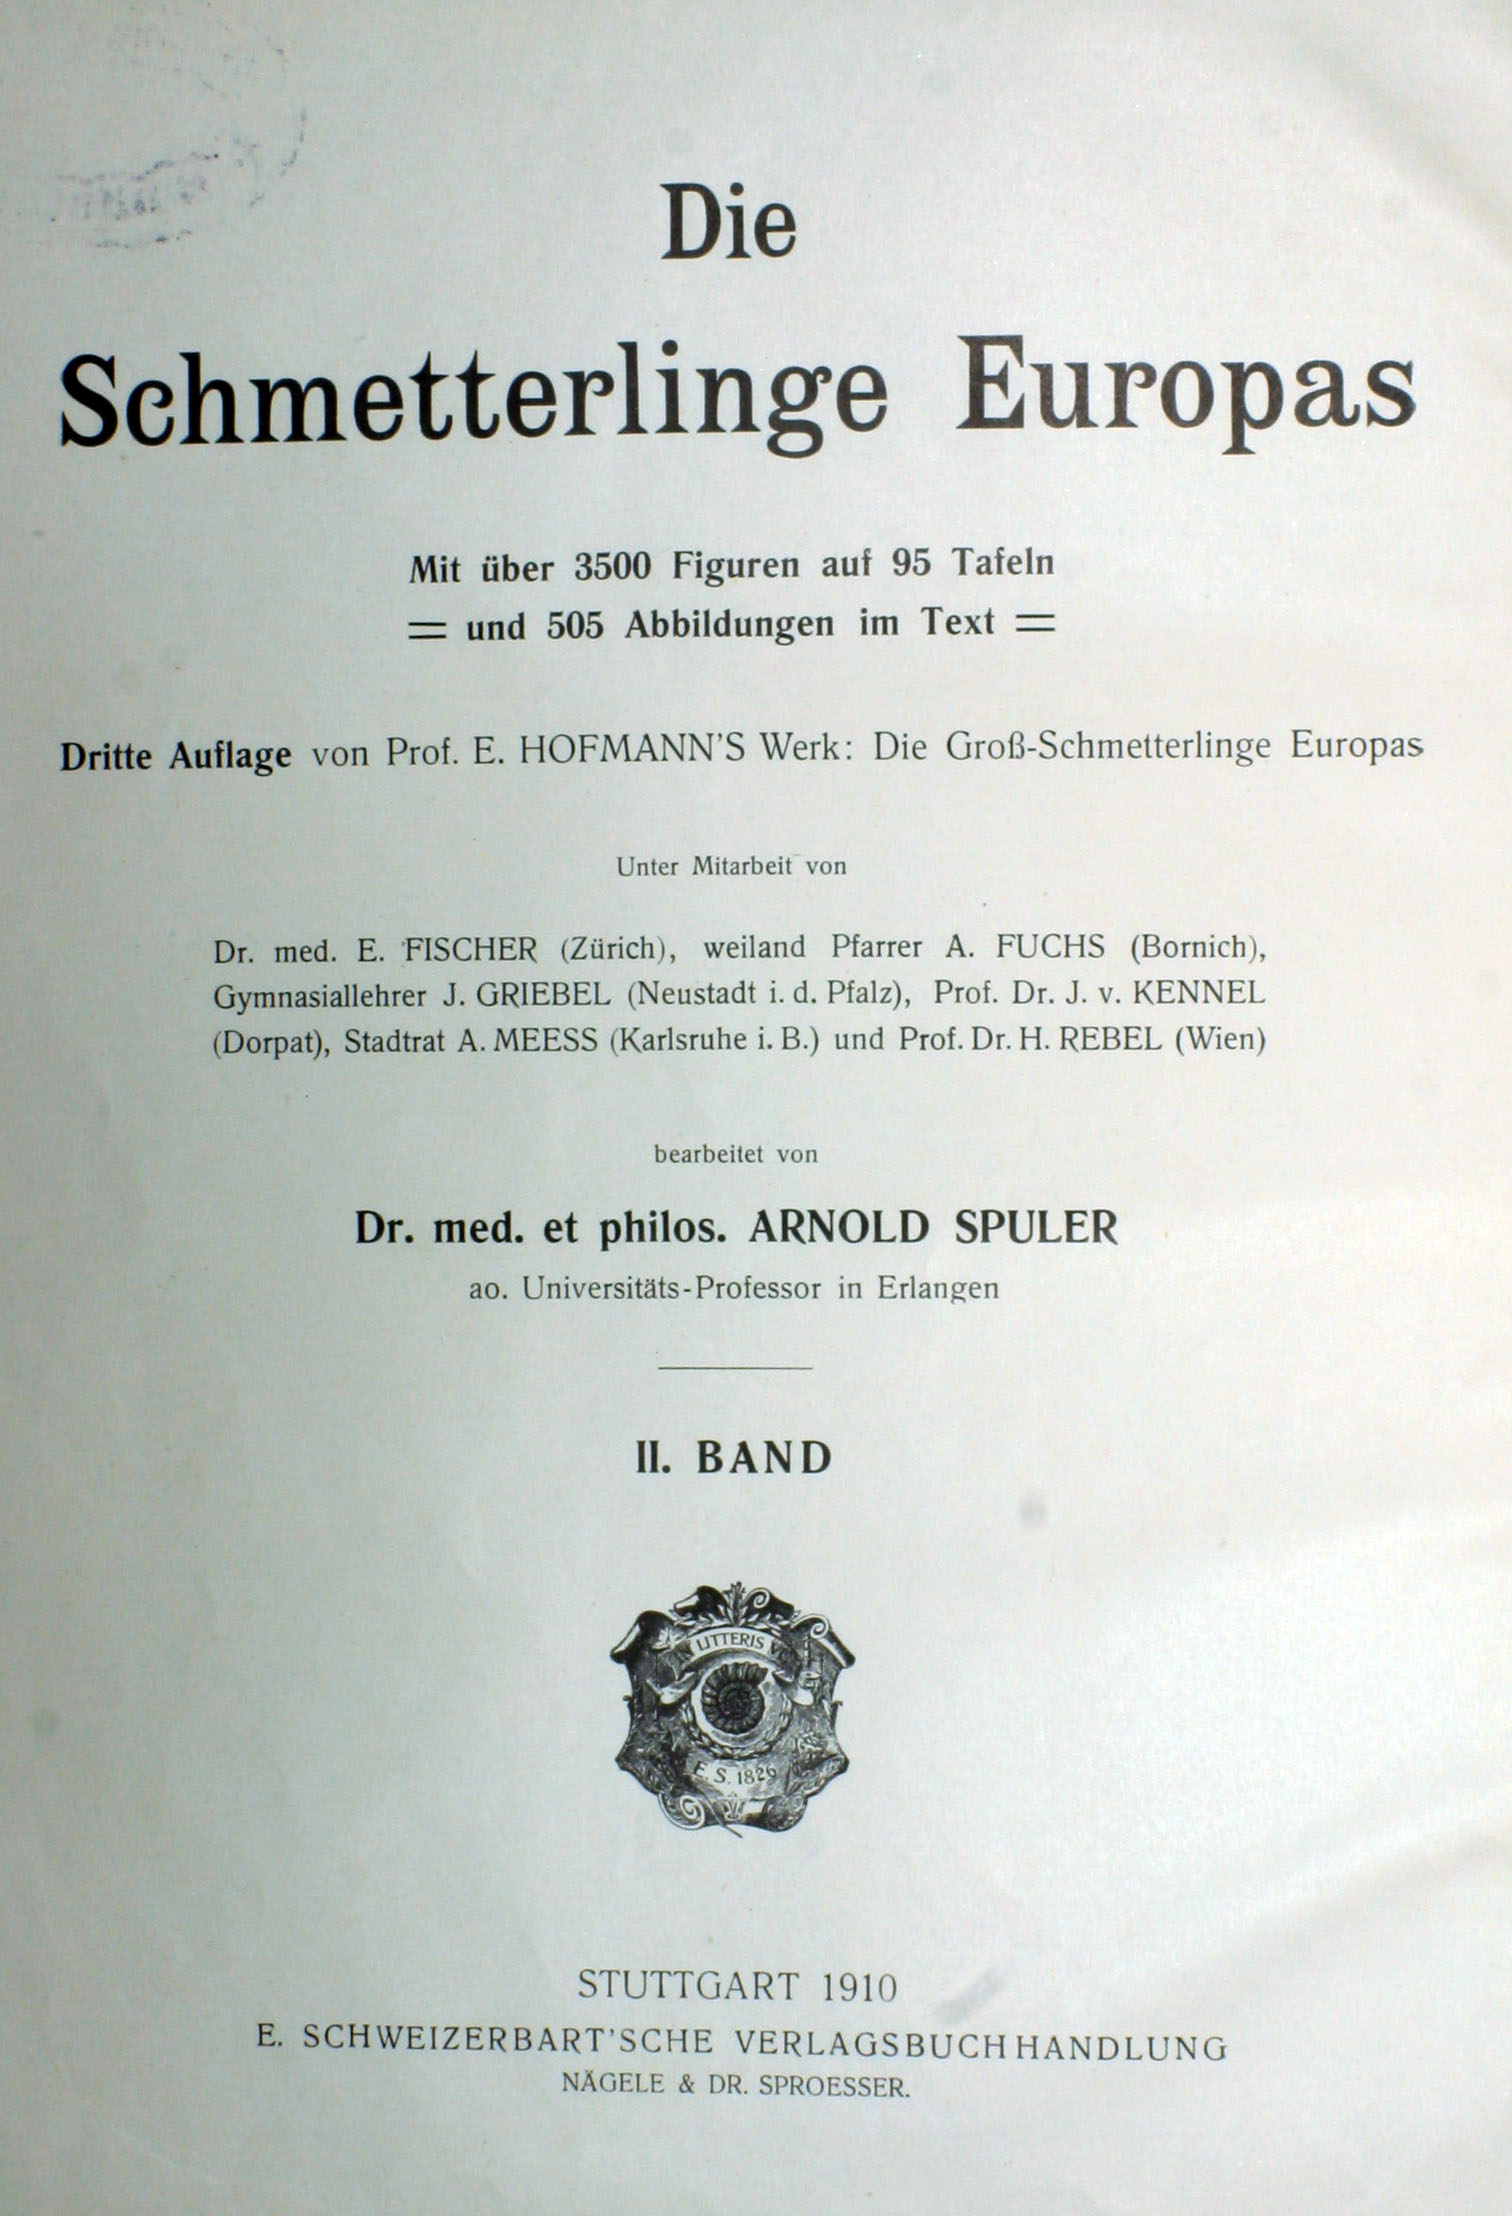 Die
Schmetterlinge Europas
Mit über 3500 Figuren auf 95 Tafeln
= und 505 Abbildungen im Text =
Dritte Auflage von Prof. E. HOFMANN'S Werk: Die Groß-Schmetterlinge Europas
Unter Mitarbeit von
Dr. med. E. FISCHER (Zürich), weiland Pfarrer A. FUCHS (Bornich),
Gymnasiallehrer J. GRIEBEL (Neustadt i. d. Pfalz), Prof. Dr. J. v. KENNEL
(Dorpat), Stadtrat A. MEESS (Karlsruhe i. B.) und Prof. Dr. H. REBEL (Wien)
bearbeitet von
Dr. med. et philos. ARNOLD SPULER
ao. Universitäts-Professor in Erlangen
II. BAND
LITTERIS
E. S. 1826
STUTTGART 1910
E. SCHWEIZERBART'SCHE VERLAGSBUCHHANDLUNG
NÄGELE & DR. SPROESSER.